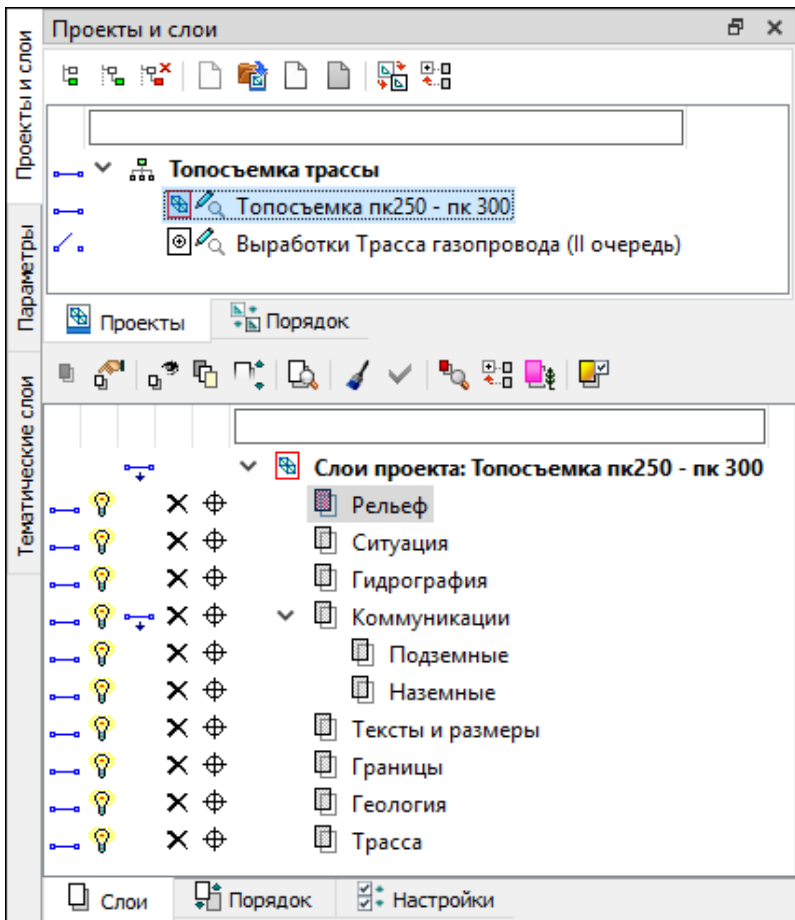 Проекты и слои
Проекты и слои
Параметры
Тематические слои
Топосъемка трассы
Топосъемка пк250 - пк 300
Выработки Трасса газопровода (II очередь)
Проекты
Порядок
Слои проекта: Топосъемка пк250 - пк 300
Рельеф
Ситуация
Гидрография
Коммуникации
Подземные
Наземные
Тексты и размеры
Границы
Геология
Трасса
Слои
Порядок
Настройки